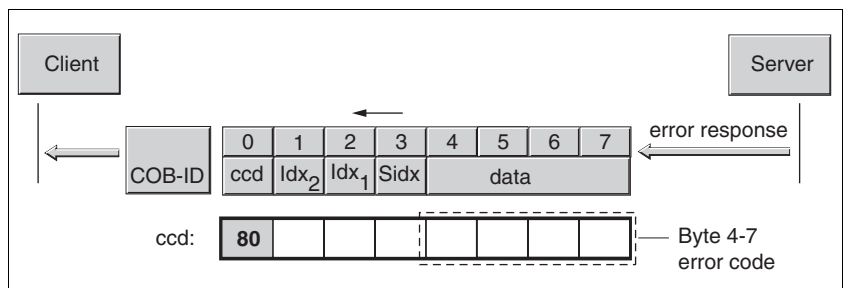 Client
Server
0 1 2 3 4 5 6 7
error response
COB-ID
ccd Idx2 Idx1 Sidx data
ccd:
80
Byte 4-7
error code